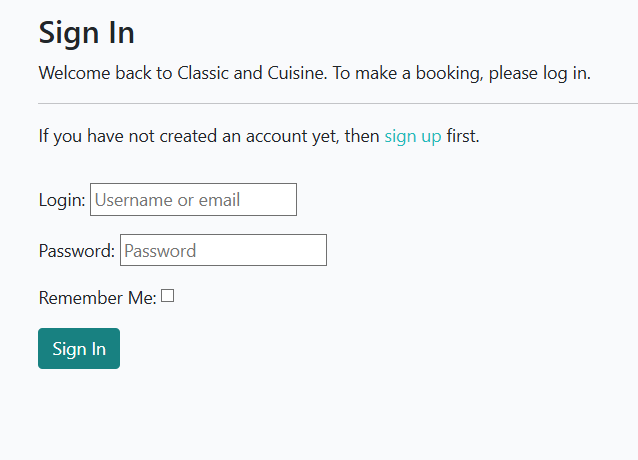 Sign In
Welcome back to Classic and Cuisine. To make a booking, please log in.
If you have not created an account yet, then sign up first.
Login: Username or email
Password: Password
Remember Me:
Sign In